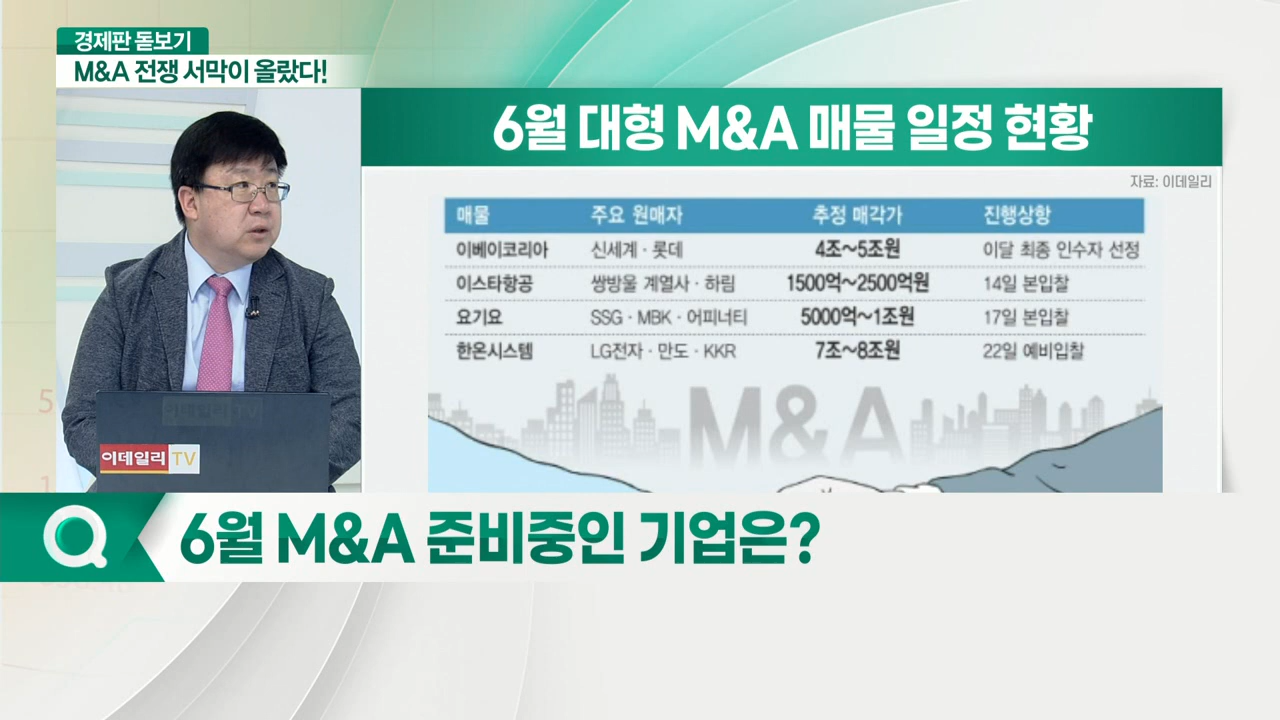 경제판 돋보기
M&A 전쟁 서막이 올랐다!
6월 대형 M&A 매물 일정 현황
자료: 이데일리
매물 주요 원매자 추정 매각가 진행상황
이베이코리아 신세계·롯데 4조~5조원 이달 최종 인수자 선정
이스타항공 쌍방울 계열사·하림 1500억~2500억원 14일 본입찰
요기요 SSG·MBK·어피너티 5000억~1조원 17일 본입찰
한온시스템 LG전자·만도·KKR 7조~8조원 22일 예비입찰
M&A
이데일리 TV
이데일리 TV
Q 6월 M&A 준비중인 기업은?